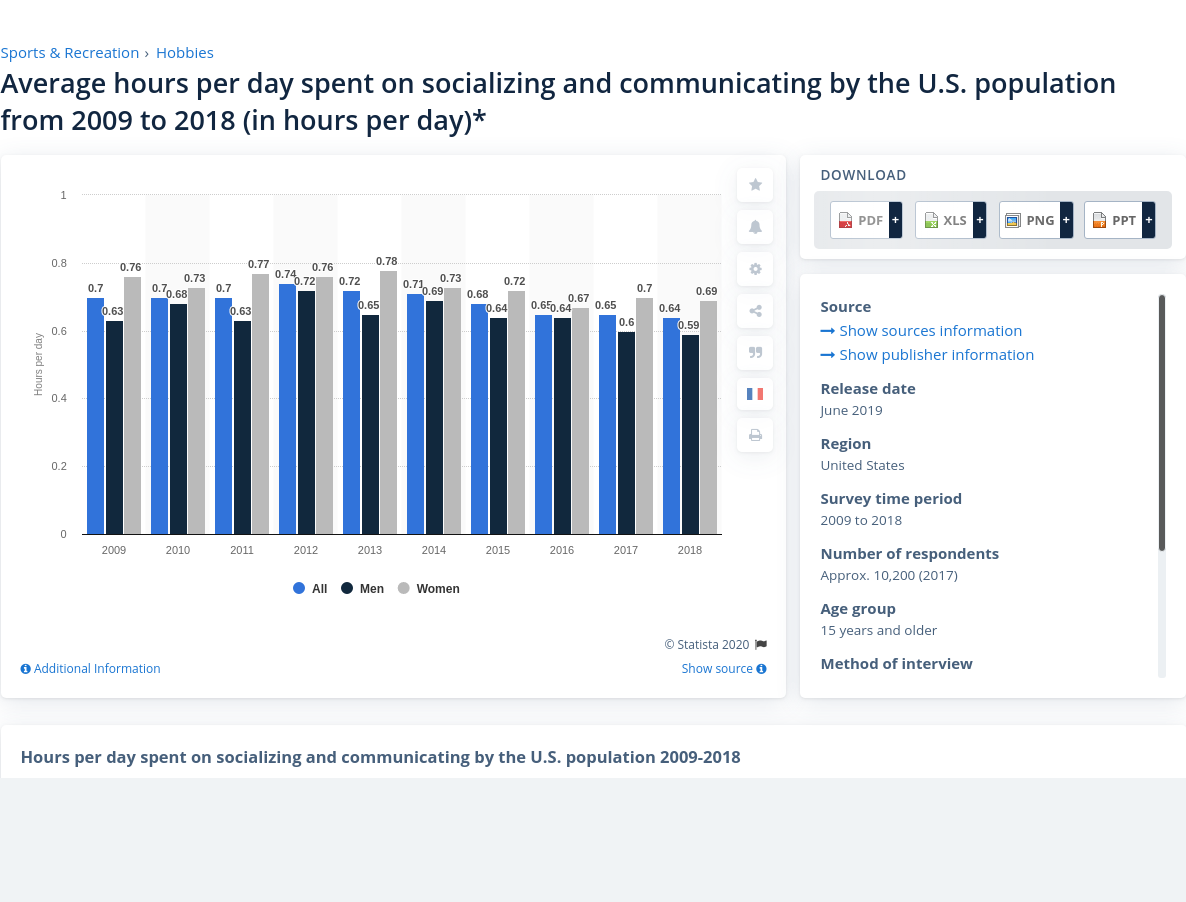 Sports & Recreation › Hobbies
Average hours per day spent on socializing and communicating by the U.S. population
from 2009 to 2018 (in hours per day)*
DOWNLOAD
PDF + XLS + PNG + PPT +
1
0.8
0.6
0.4
0.2
0
Hours per day
0.7 0.63 0.76
0.7 0.68 0.73
0.7 0.63 0.77
0.74 0.72 0.76
0.72 0.65 0.78
0.71 0.69 0.73
0.68 0.64 0.72
0.65 0.64 0.67
0.65 0.6 0.7
0.64 0.59 0.69
2009 2010 2011 2012 2013 2014 2015 2016 2017 2018
All Men Women
© Statista 2020
Additional Information
Show source
Source
Show sources information
Show publisher information
Release date
June 2019
Region
United States
Survey time period
2009 to 2018
Number of respondents
Approx. 10,200 (2017)
Age group
15 years and older
Method of interview
Hours per day spent on socializing and communicating by the U.S. population 2009-2018